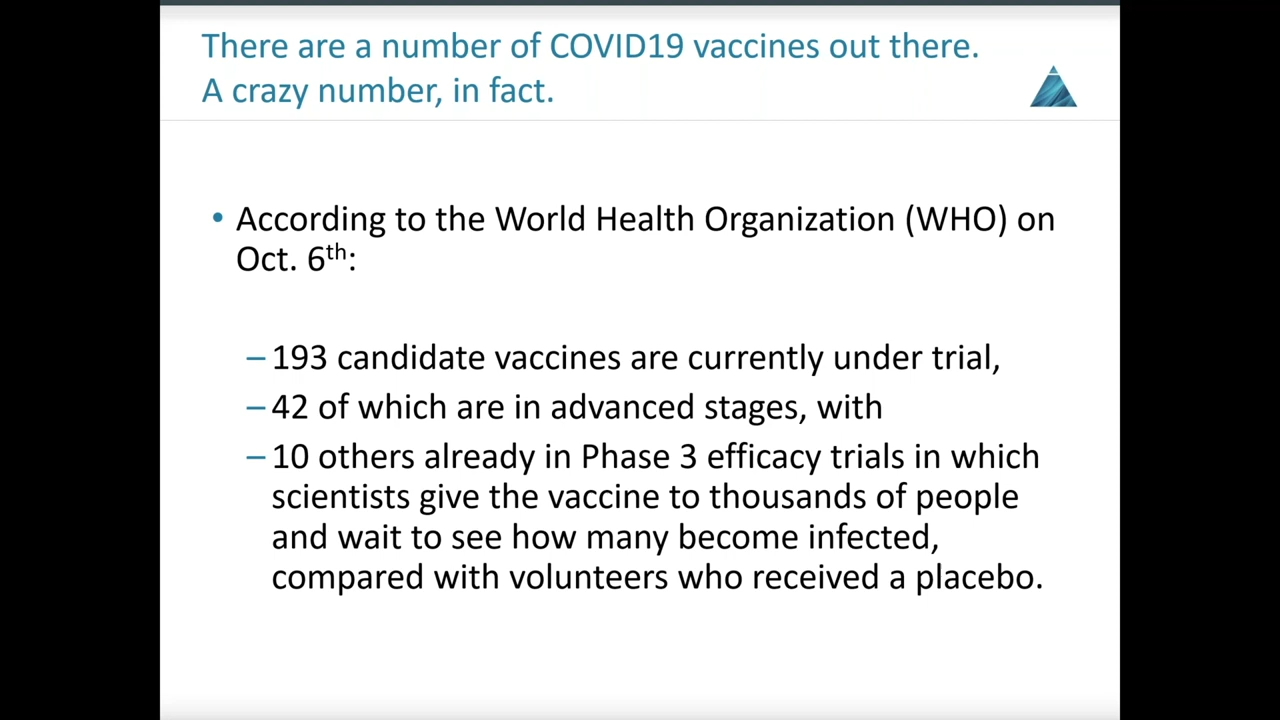 There are a number of COVID19 vaccines out there.
A crazy number, in fact.
• According to the World Health Organization (WHO) on
Oct. 6th:
– 193 candidate vaccines are currently under trial,
– 42 of which are in advanced stages, with
– 10 others already in Phase 3 efficacy trials in which
scientists give the vaccine to thousands of people
and wait to see how many become infected,
compared with volunteers who received a placebo.